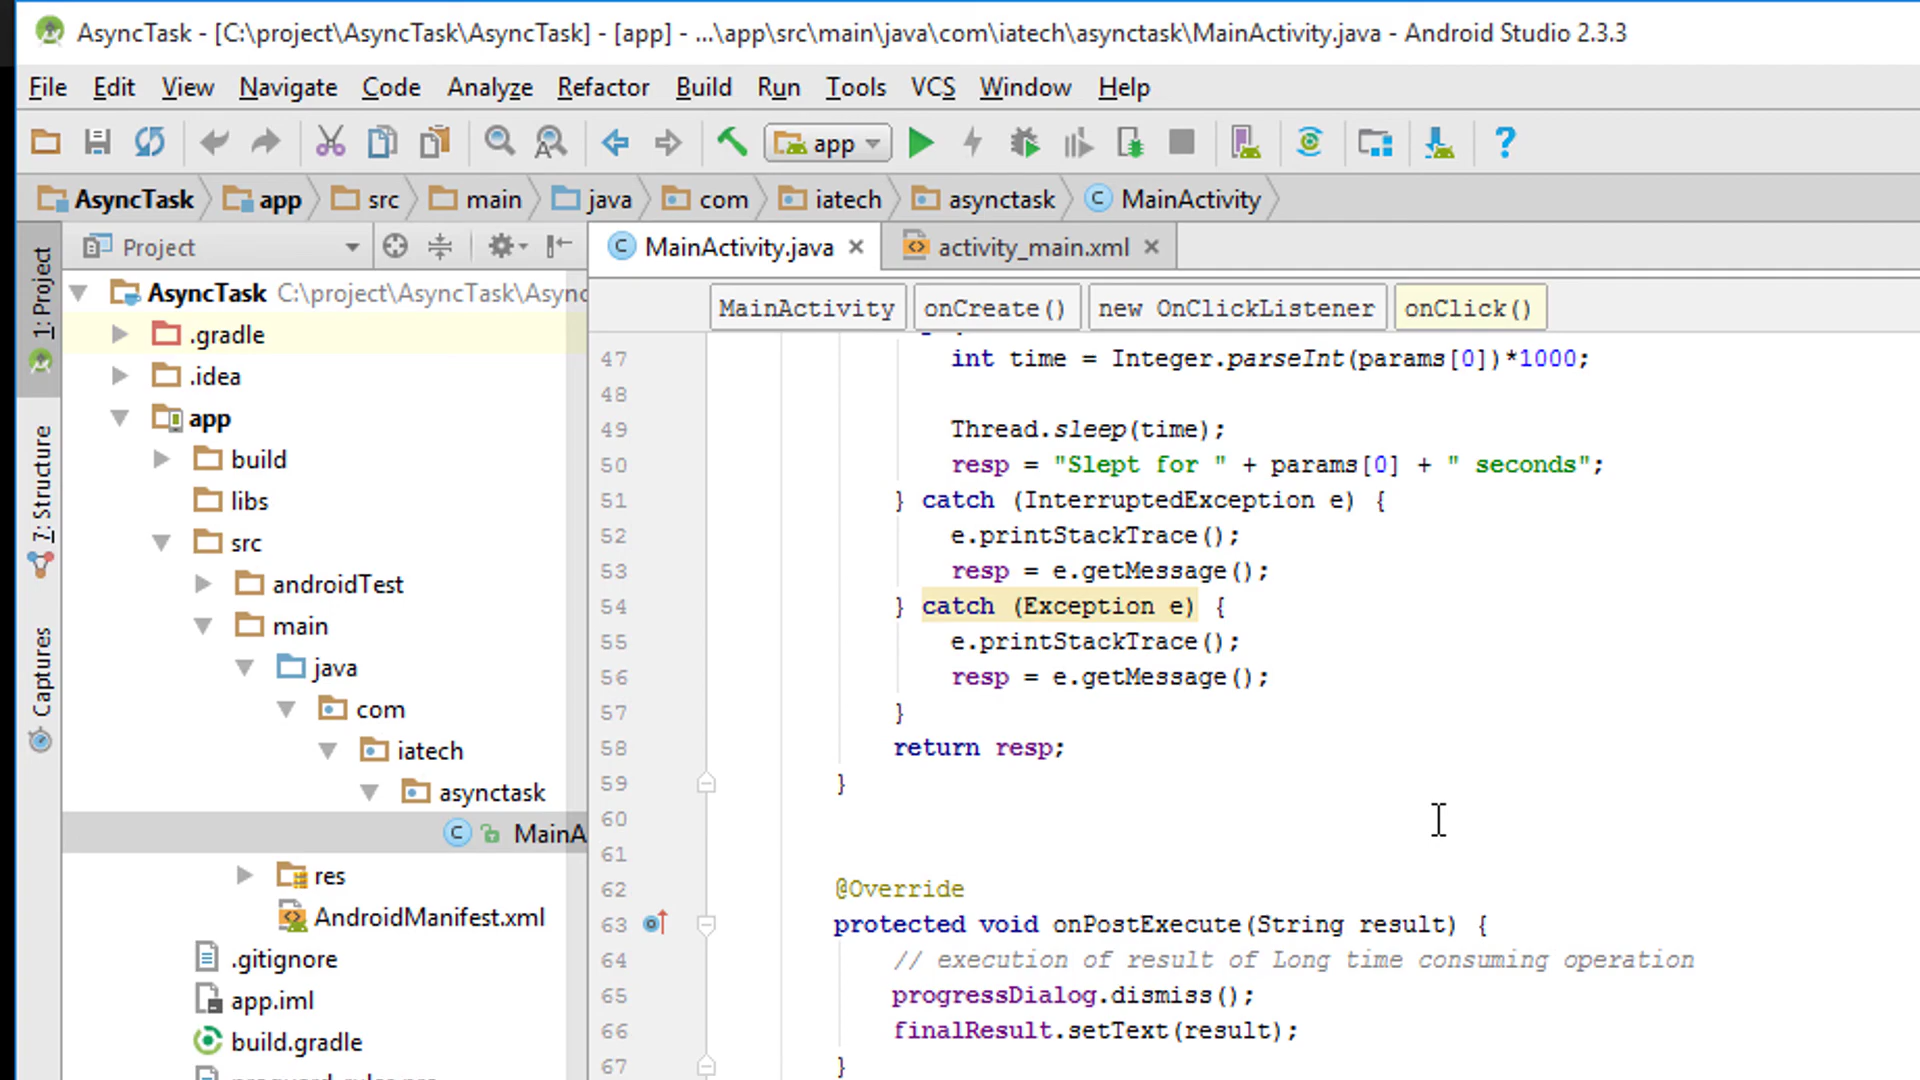 AsyncTask - [C:\project\AsyncTask\AsyncTask] - [app] - ...\app\src\main\java\com\iatech\asynctask\MainActivity.java - Android Studio 2.3.3
File Edit View Navigate Code Analyze Refactor Build Run Tools VCS Window Help
app
AsyncTask app src main java com iatech asynctask MainActivity
1: Project
7: Structure
Captures
Project
AsyncTask C:\project\AsyncTask\Async
.gradle
.idea
app
build
libs
src
androidTest
main
java
com
iatech
asynctask
MainA
res
AndroidManifest.xml
.gitignore
app.iml
build.gradle
MainActivity.java activity_main.xml
MainActivity onCreate() new OnClickListener onClick()
47 int time = Integer.parseInt(params[0])*1000;
48
49 Thread.sleep(time);
50 resp = "Slept for " + params[0] + " seconds";
51 } catch (InterruptedException e) {
52 e.printStackTrace();
53 resp = e.getMessage();
54 } catch (Exception e) {
55 e.printStackTrace();
56 resp = e.getMessage();
57 }
58 return resp;
59 }
60
61
62 @Override
63 protected void onPostExecute(String result) {
64 // execution of result of Long time consuming operation
65 progressDialog.dismiss();
66 finalResult.setText(result);
67 }